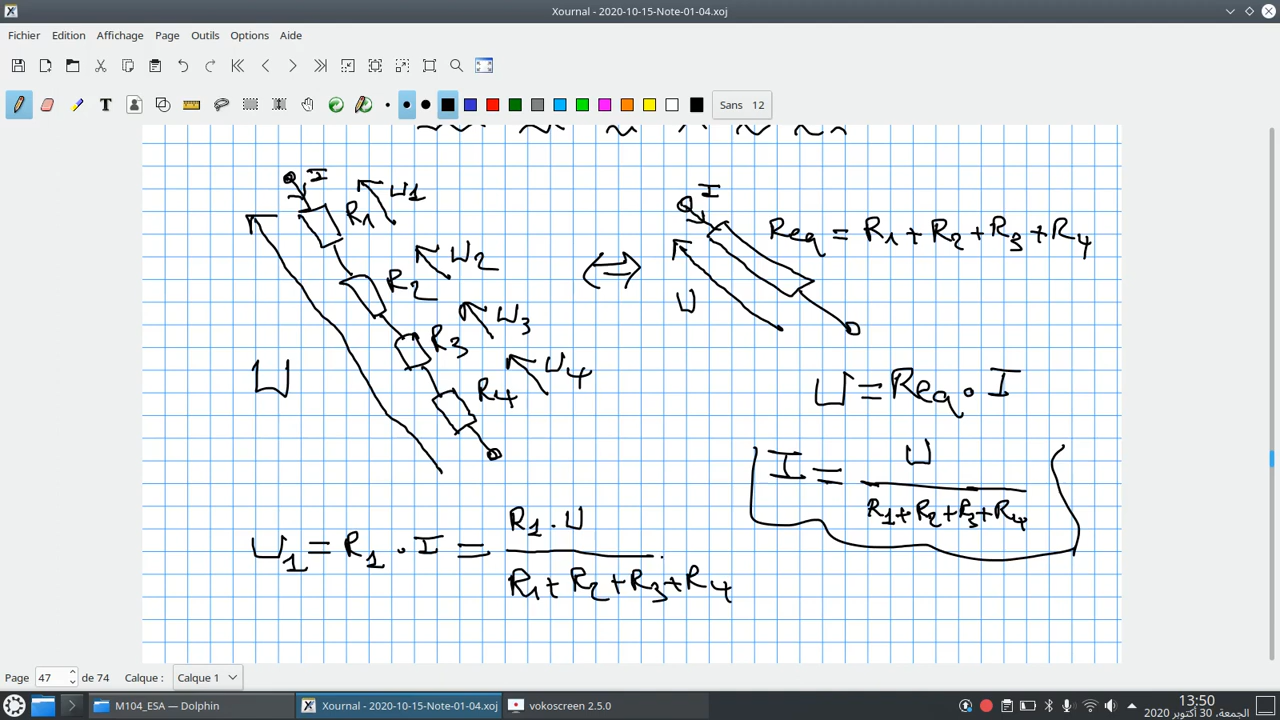 Xournal - 2020-10-15-Note-01-04.xoj
Fichier Edition Affichage Page Outils Options Aide
Sans 12
I
U1
R1
U2
R2
U3
R3
U4
R4
U
I
U
Req = R1 + R2 + R3 + R4
U = Req . I
I = U / R1+R2+R3+R4
U1 = R1 . I = R1 . U / R1 + R2 + R3 + R4
Page 47 de 74 Calque : Calque 1
M104_ESA — Dolphin
Xournal - 2020-10-15-Note-01-04.xoj
vokoscreen 2.5.0
13:50
الجمعة، 30 أكتوبر 2020